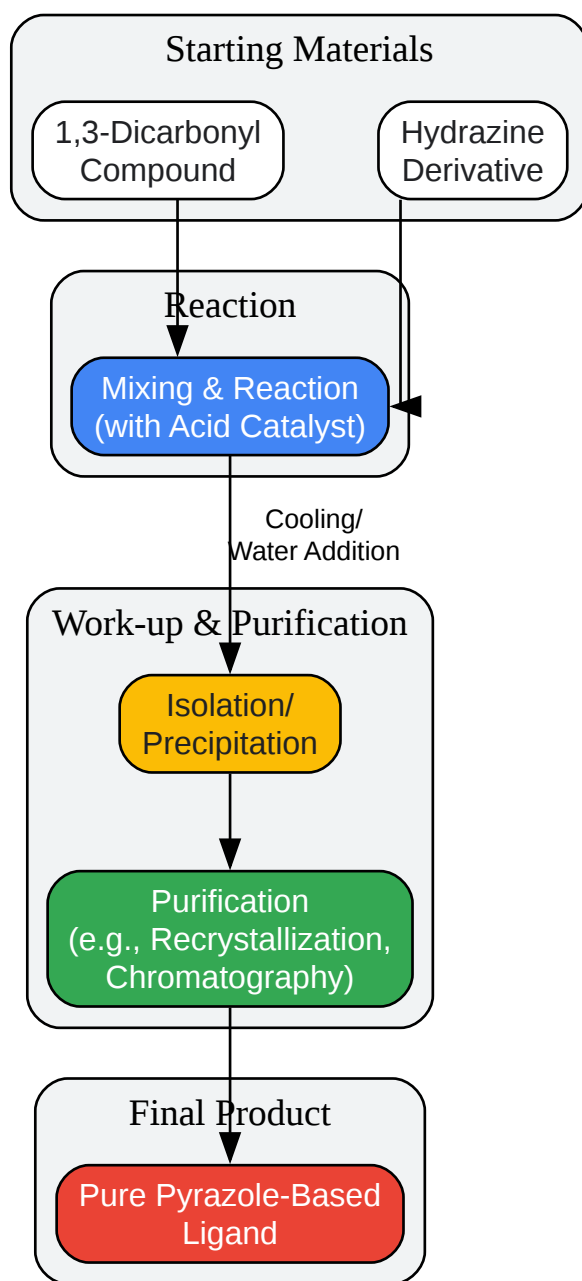 Starting Materials
1,3-Dicarbonyl
Compound
Hydrazine
Derivative
Reaction
Mixing & Reaction
(with Acid Catalyst)
Cooling/
Water Addition
Work-up & Purification
Isolation/
Precipitation
Purification
(e.g., Recrystallization,
Chromatography)
Final Product
Pure Pyrazole-Based
Ligand